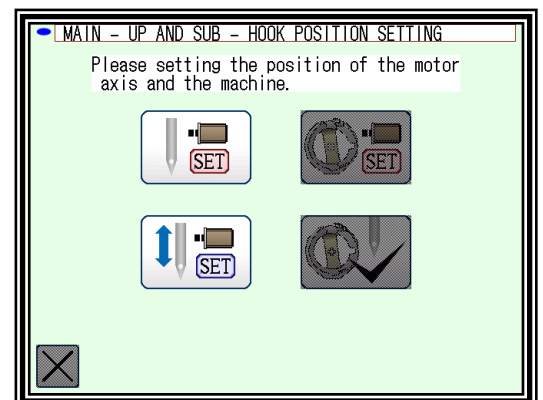 MAIN – UP AND SUB – HOOK POSITION SETTING
Please setting the position of the motor
axis and the machine.
SET
SET
SET